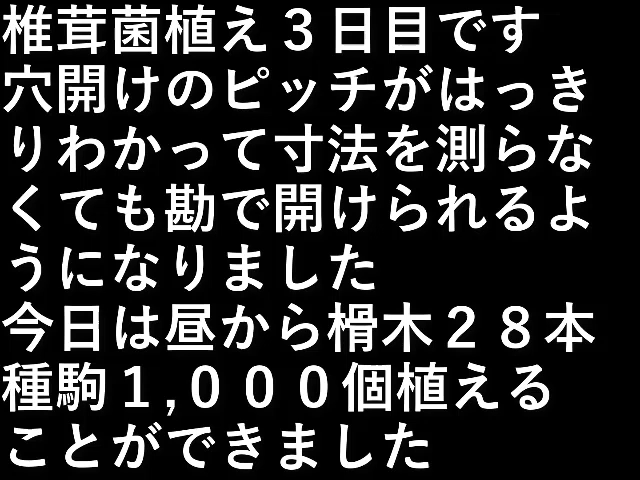 椎茸菌植え３日目です
穴開けのピッチがはっき
りわかって寸法を測らな
くても勘で開けられるよ
うになりました
今日は昼から榾木２８本
種駒１,０００個植える
ことができました